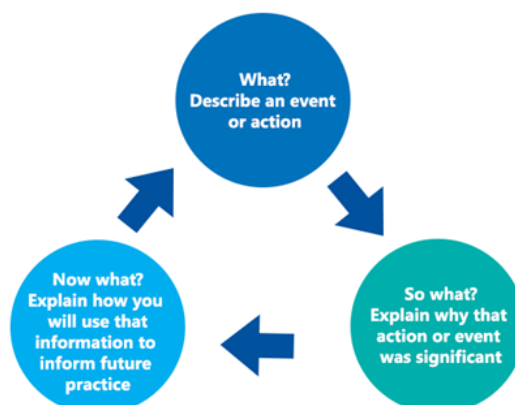 What?
Describe an event
or action
So what?
Explain why that
action or event
was significant
Now what?
Explain how you
will use that
information to
inform future
practice